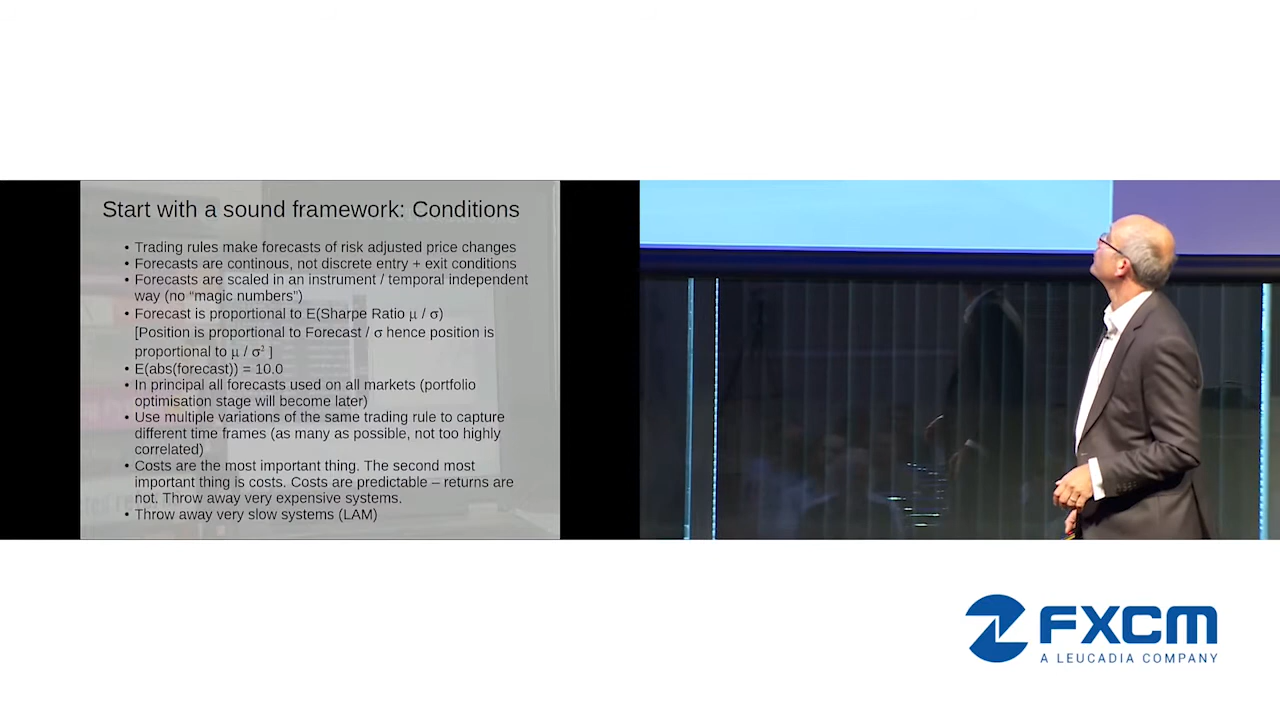 Start with a sound framework: Conditions
• Trading rules make forecasts of risk adjusted price changes
• Forecasts are continous, not discrete entry + exit conditions
• Forecasts are scaled in an instrument / temporal independent
way (no “magic numbers”)
• Forecast is proportional to E(Sharpe Ratio μ / σ)
[Position is proportional to Forecast / σ hence position is
proportional to μ / σ² ]
• E(abs(forecast)) = 10.0
• In principal all forecasts used on all markets (portfolio
optimisation stage will become later)
• Use multiple variations of the same trading rule to capture
different time frames (as many as possible, not too highly
correlated)
• Costs are the most important thing. The second most
important thing is costs. Costs are predictable – returns are
not. Throw away very expensive systems.
• Throw away very slow systems (LAM)
FXCM
A LEUCADIA COMPANY